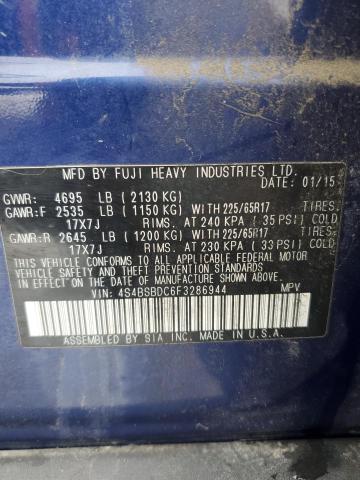 MFD BY FUJI HEAVY INDUSTRIES LTD.
DATE: 01/15
GVWR: 4695 LB (2130 KG)
GAWR:F 2535 LB (1150 KG) WITH 225/65R17 TIRES,
17X7J RIMS. AT 240 KPA (35 PSI) COLD
GAWR:R 2645 LB (1200 KG) WITH 225/65R17 TIRES,
17X7J RIMS. AT 230 KPA (33 PSI) COLD
THIS VEHICLE CONFORMS TO ALL APPLICABLE FEDERAL MOTOR
VEHICLE SAFETY AND BUMPER AND THEFT PREVENTION STANDARDS
IN EFFECT ON THE DATE OF MANUFACTURE SHOWN ABOVE.
VIN: 4S4BSBDC6F3286944 MPV
ASSEMBLED BY SIA IN U.S.A.